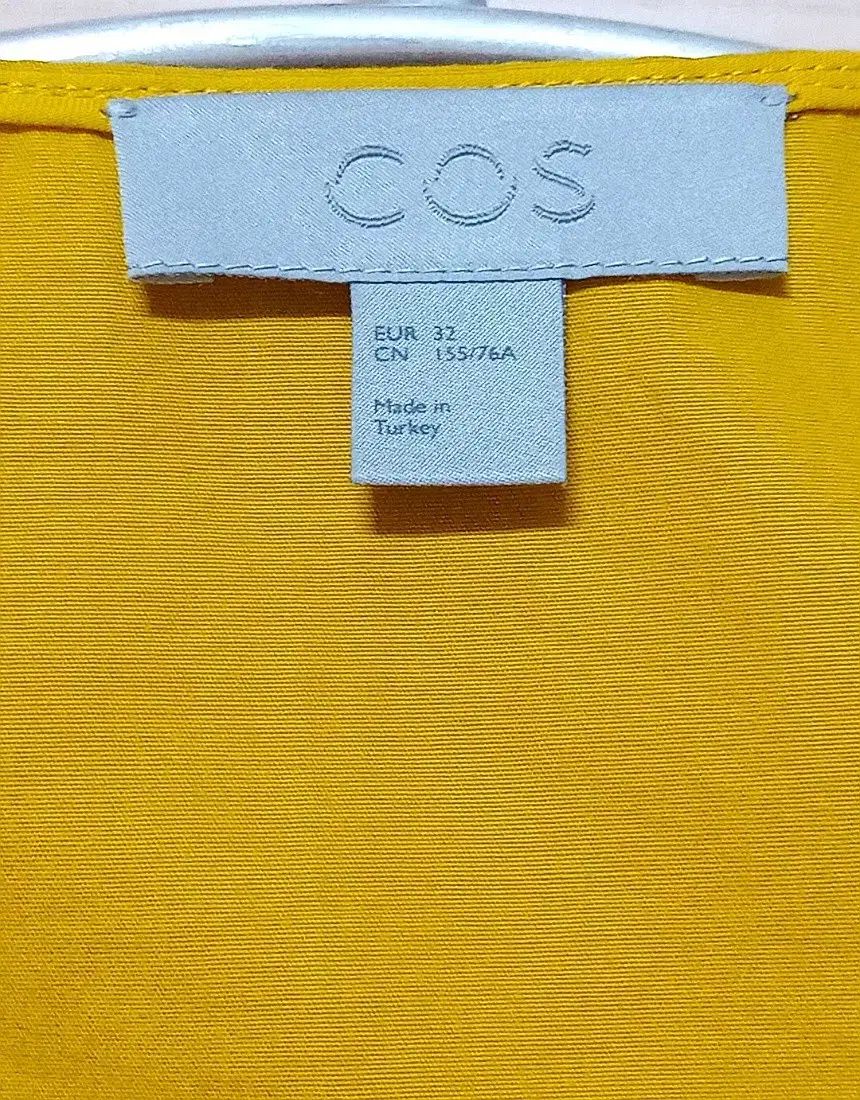 COS
EUR 32
CN 155/76A
Made in
Turkey